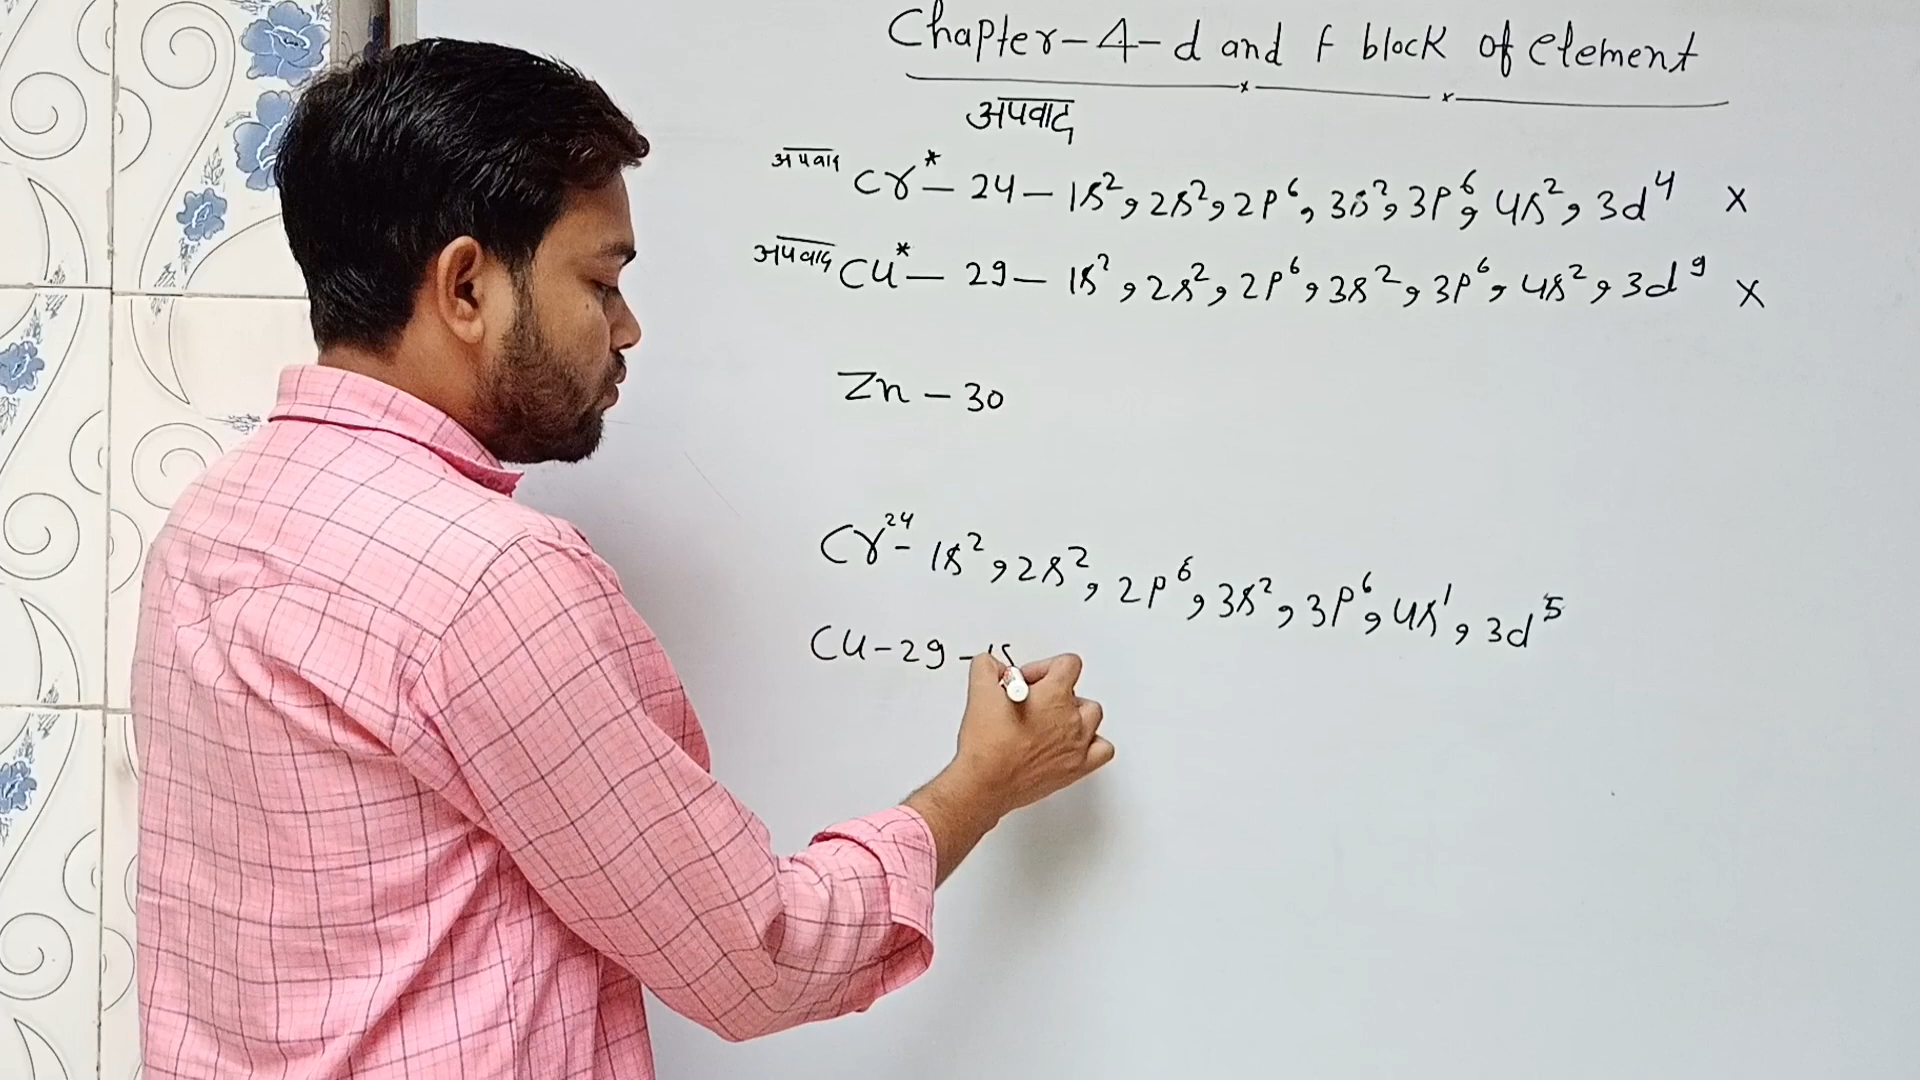 Chapter-4-d and f block of element
अपवाद
अपवाद Cr* - 24 - 1s², 2s², 2p⁶, 3s², 3p⁶, 4s², 3d⁴ x
अपवाद Cu* - 29 - 1s², 2s², 2p⁶, 3s², 3p⁶, 4s², 3d⁹ x
Zn - 30
Cr²⁴ - 1s², 2s², 2p⁶, 3s², 3p⁶, 4s¹, 3d⁵
Cu - 29 - 1s